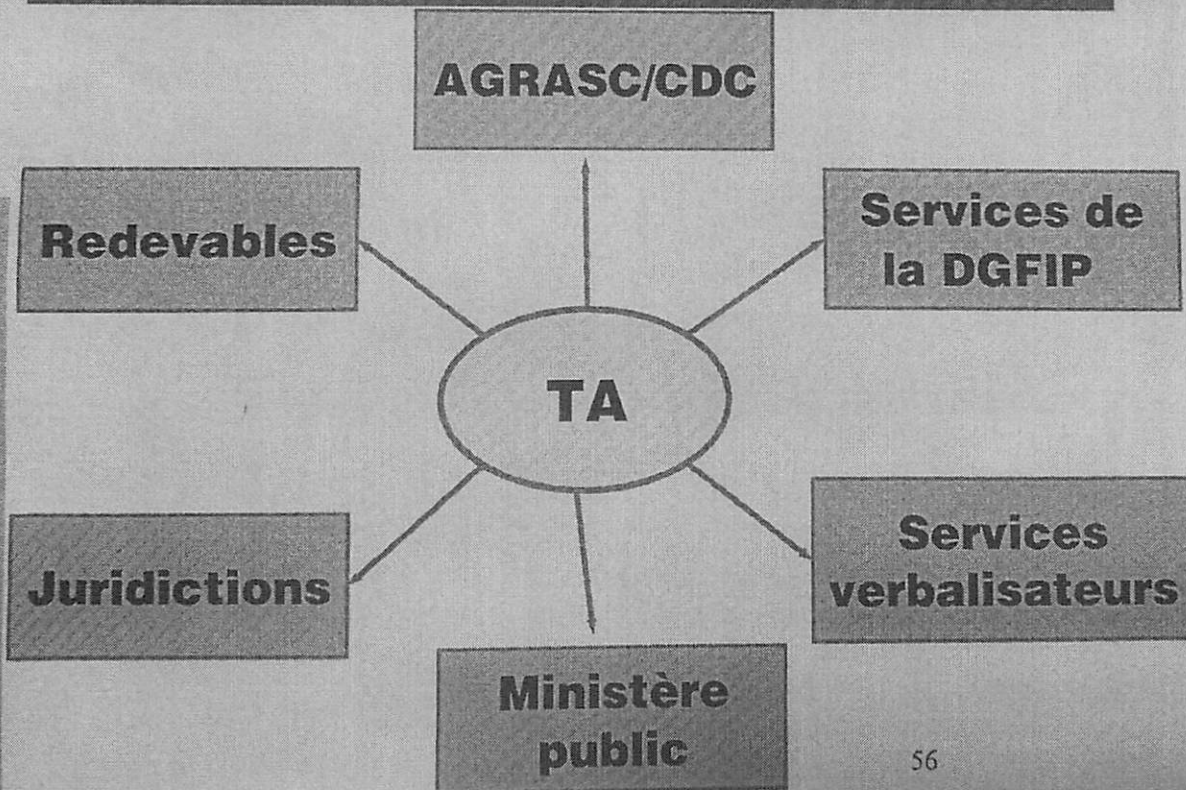 AGRASC/CDC
Redevables
Services de
la DGFIP
TA
Juridictions
Services
verbalisateurs
Ministère
public
56